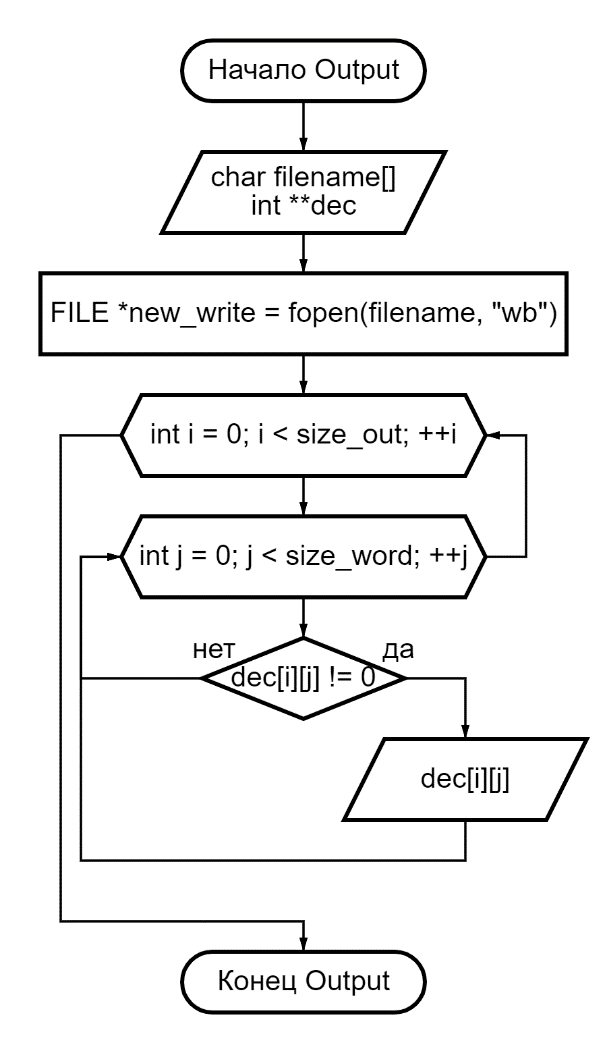 Начало Output
char filename[]
int **dec
FILE *new_write = fopen(filename, "wb")
int i = 0; i < size_out; ++i
int j = 0; j < size_word; ++j
нет
да
dec[i][j] != 0
dec[i][j]
Конец Output